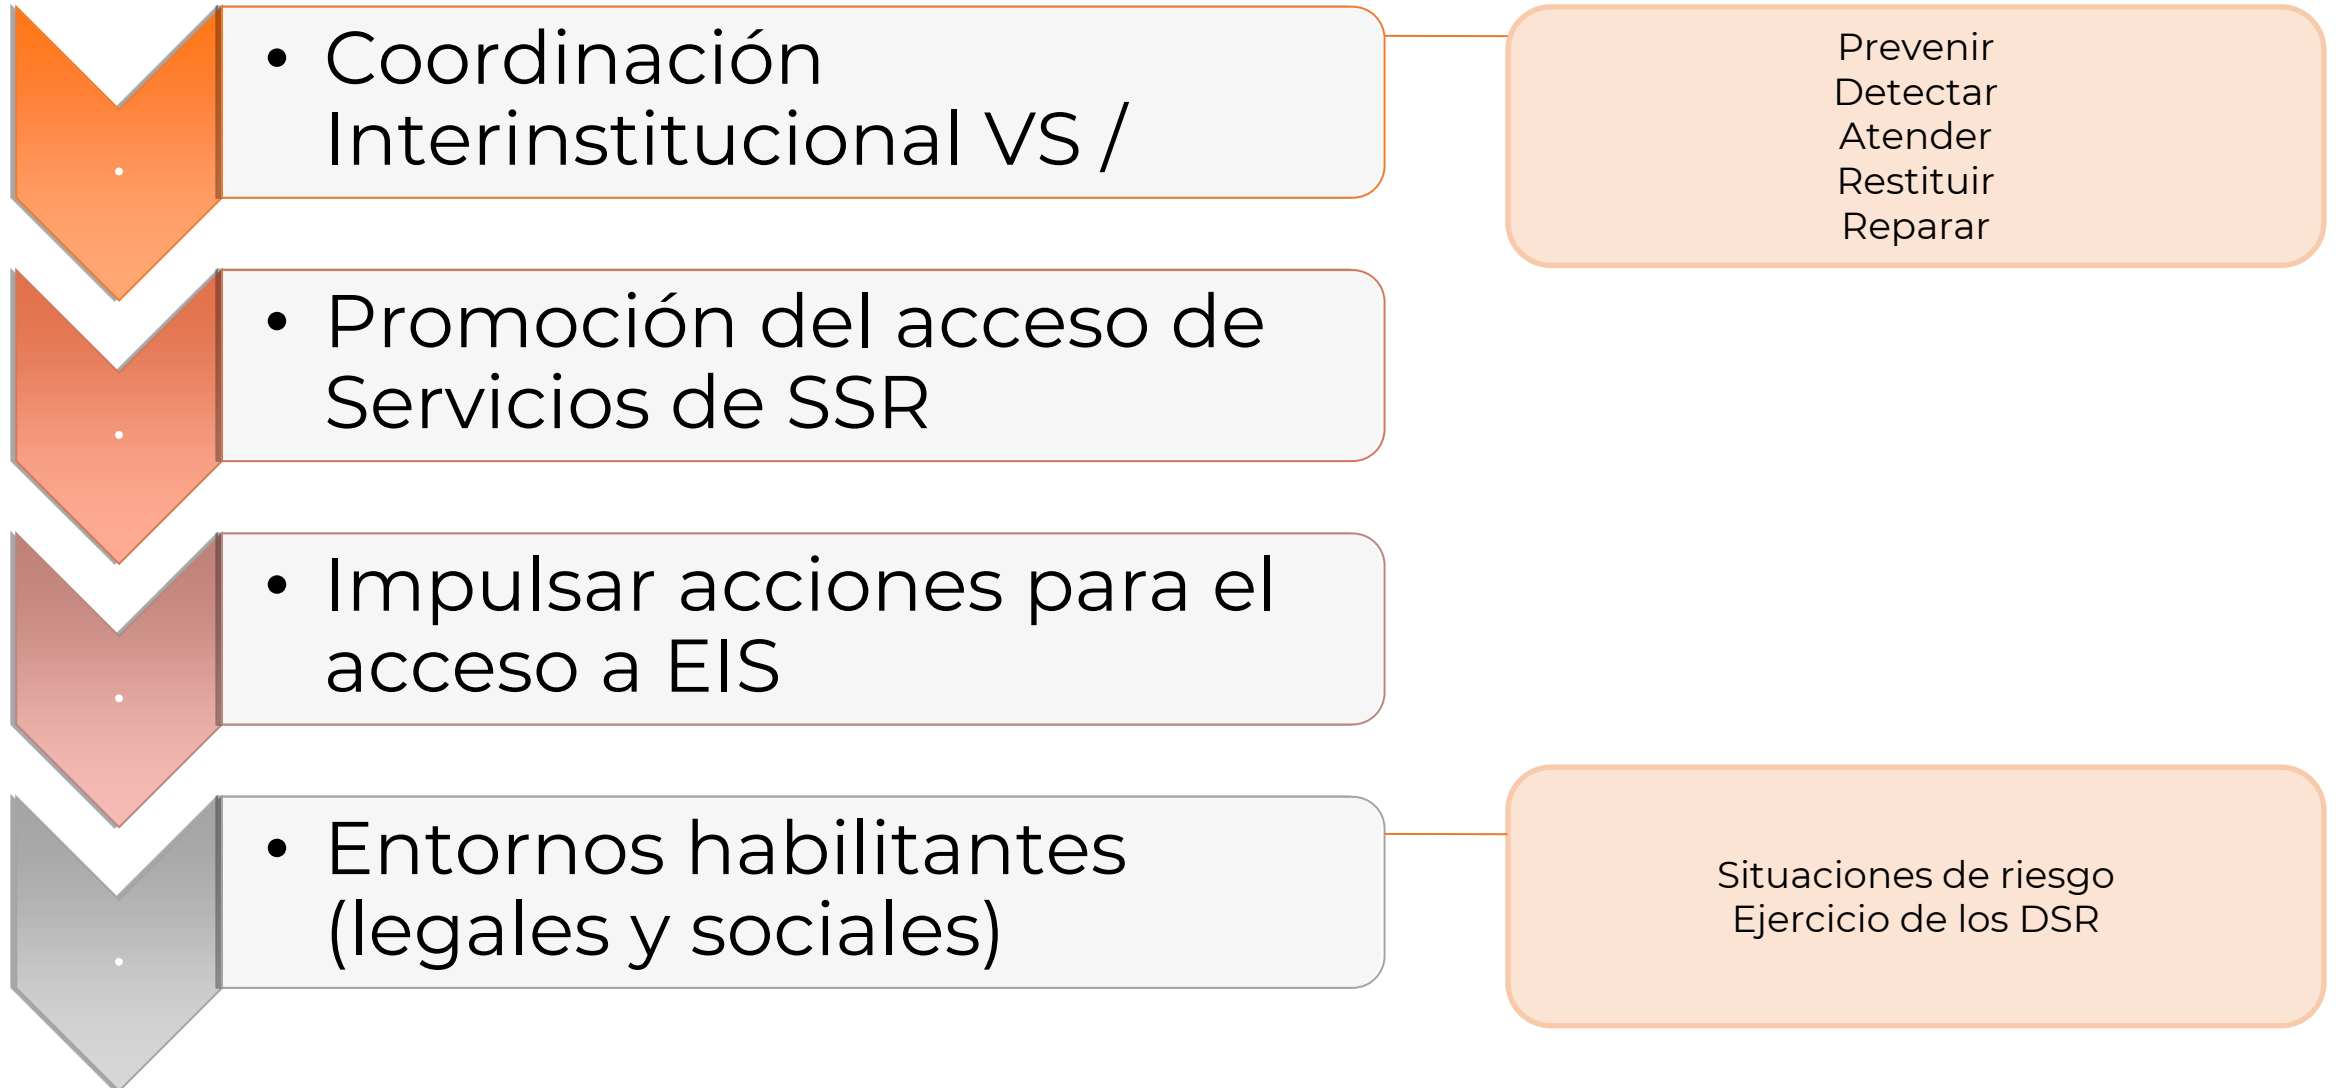 • Coordinación
Interinstitucional VS /
Prevenir
Detectar
Atender
Restituir
Reparar
• Promoción del acceso de
Servicios de SSR
• Impulsar acciones para el
acceso a EIS
• Entornos habilitantes
(legales y sociales)
Situaciones de riesgo
Ejercicio de los DSR